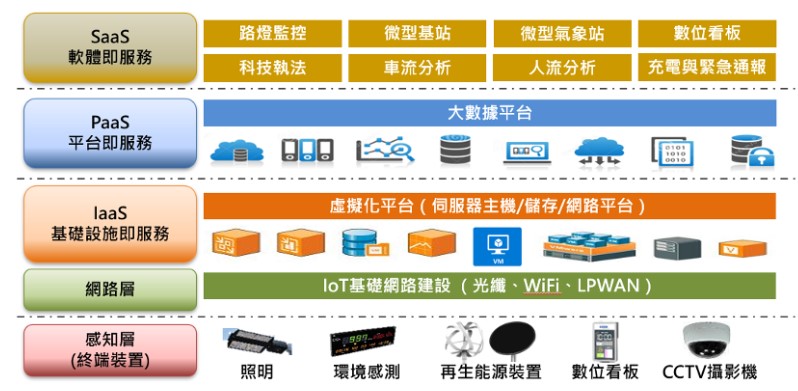 SaaS
軟體即服務
路燈監控
微型基站
微型氣象站
數位看板
科技執法
車流分析
人流分析
充電與緊急通報
PaaS
平台即服務
大數據平台
0101
1010
0010
IaaS
基礎設施即服務
虛擬化平台（伺服器主機/儲存/網路平台）
VM
網路層
IoT基礎網路建設 （光纖、WiFi、LPWAN）
感知層
(終端裝置)
照明
環境感測
再生能源裝置
數位看板
CCTV攝影機